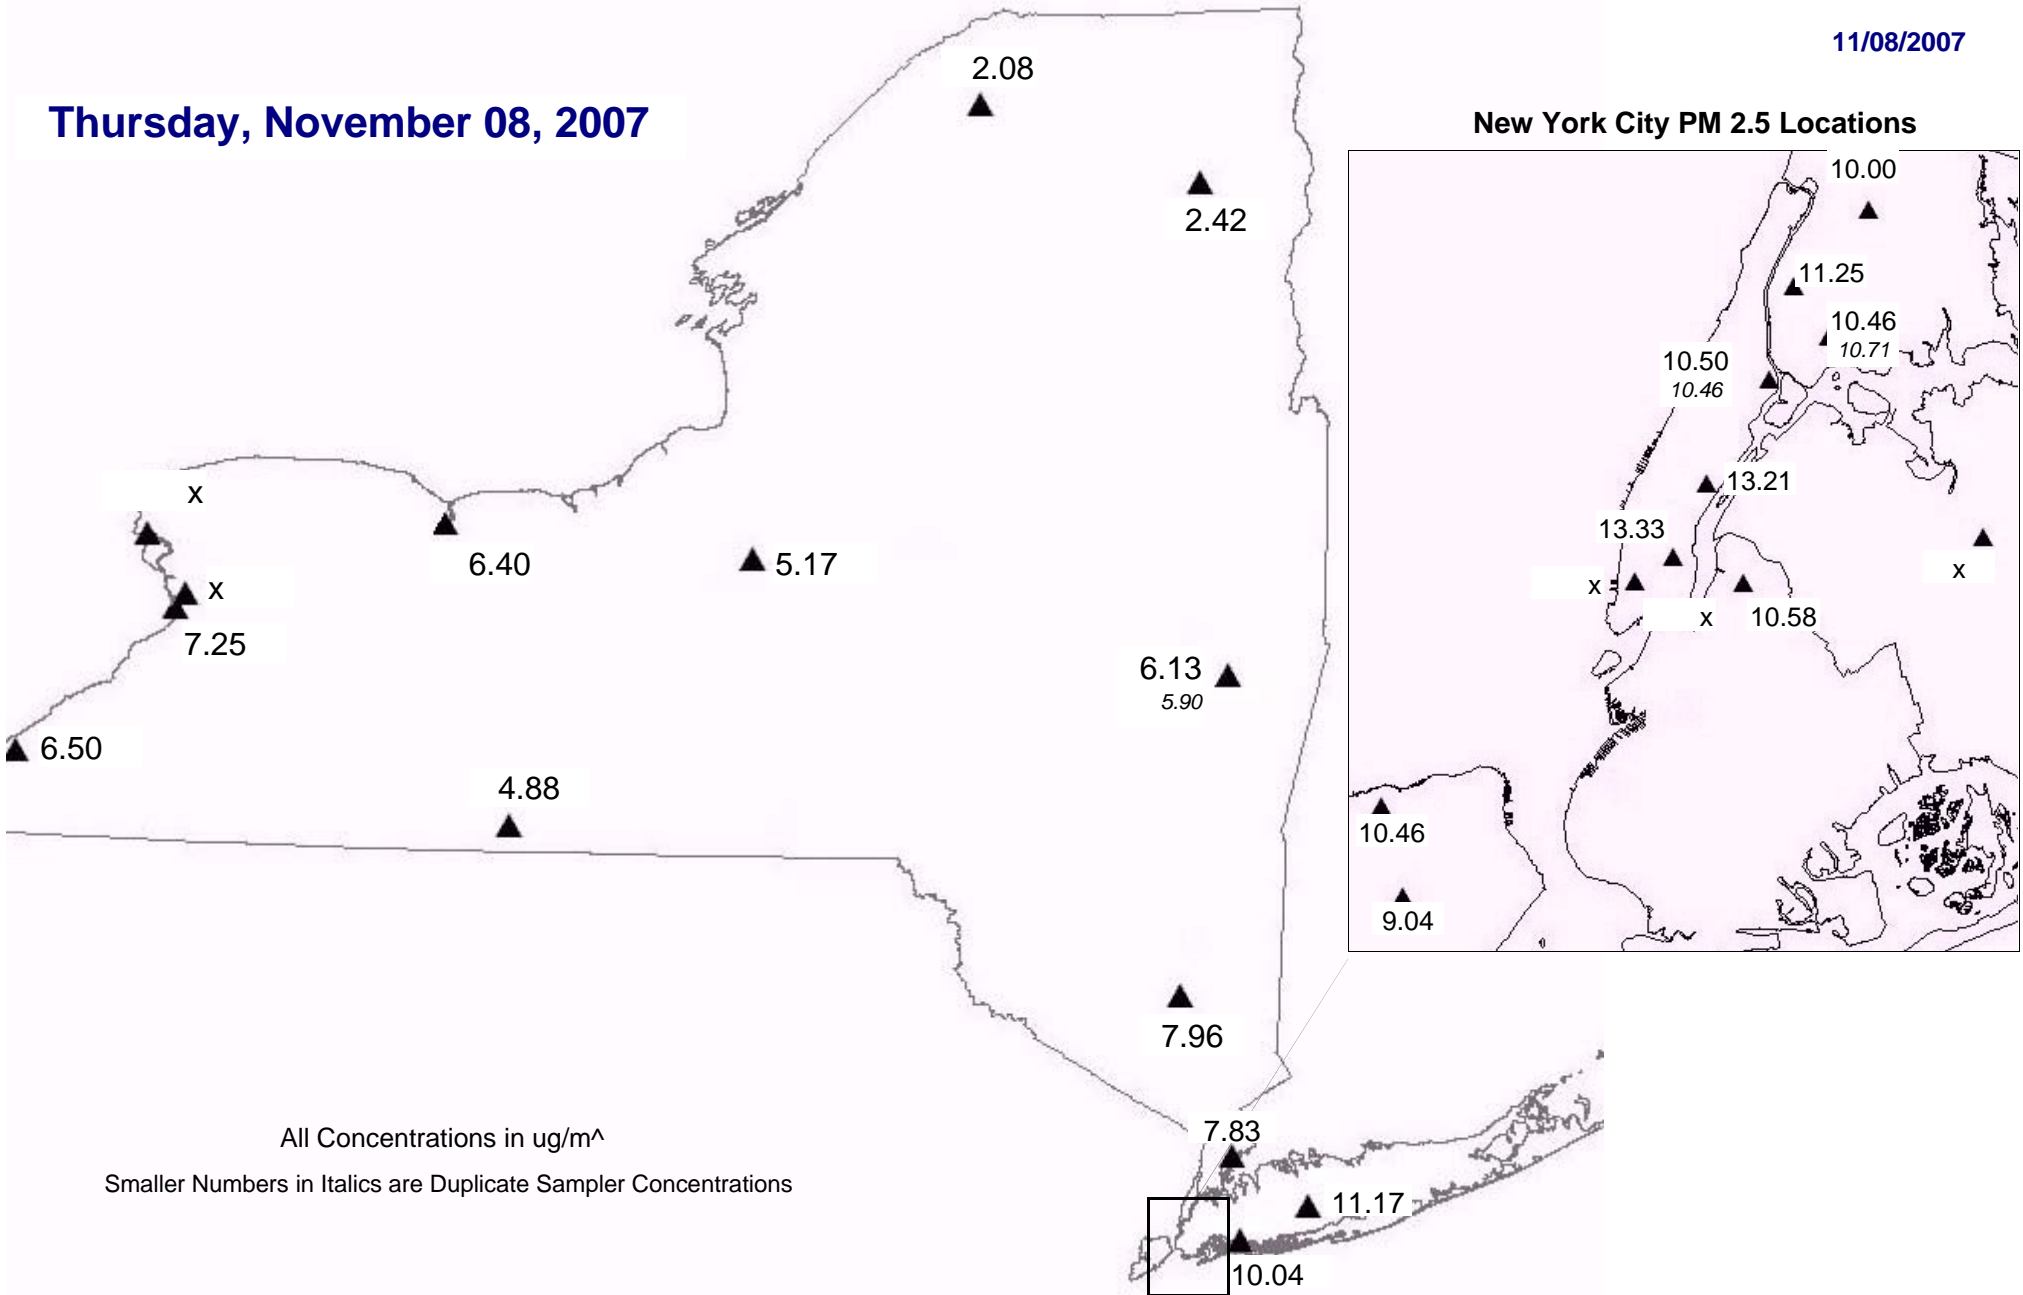 11/08/2007
Thursday, November 08, 2007
New York City PM 2.5 Locations
2.08
2.42
x
x
7.25
6.40
5.17
6.13
5.90
6.50
4.88
7.96
7.83
11.17
10.04
10.00
11.25
10.46
10.71
10.50
10.46
13.21
13.33
x
x
10.58
x
10.46
9.04
All Concentrations in ug/m^
Smaller Numbers in Italics are Duplicate Sampler Concentrations